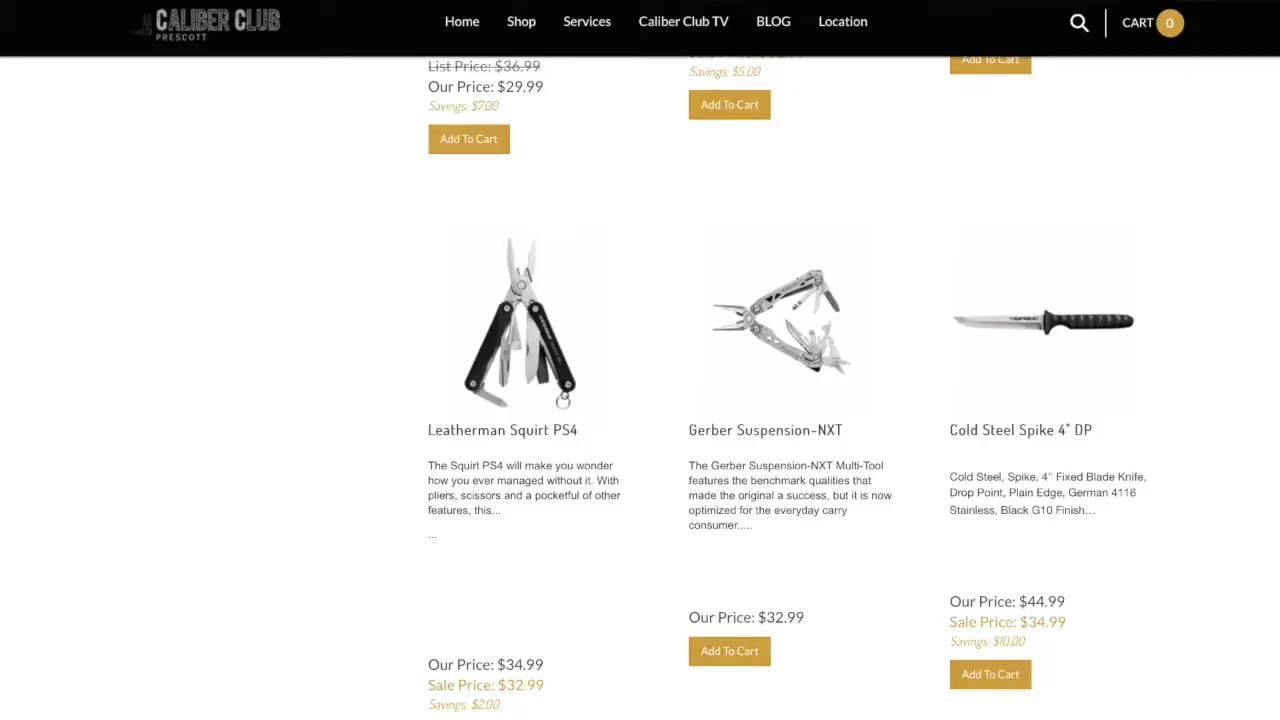 CALIBER CLUB
PRESCOTT
Home
Shop
Services
Caliber Club TV
BLOG
Location
CART 0
List Price: $36.99
Our Price: $29.99
Savings: $7.00
Add To Cart
Savings: $5.00
Add To Cart
Add To Cart
Leatherman Squirt PS4
The Squirt PS4 will make you wonder
how you ever managed without it. With
pliers, scissors and a pocketful of other
features, this...
...
Our Price: $34.99
Sale Price: $32.99
Savings: $2.00
Gerber Suspension-NXT
The Gerber Suspension-NXT Multi-Tool
features the benchmark qualities that
made the original a success, but it is now
optimized for the everyday carry
consumer.....
Our Price: $32.99
Add To Cart
Cold Steel Spike 4" DP
Cold Steel, Spike, 4" Fixed Blade Knife,
Drop Point, Plain Edge, German 4116
Stainless, Black G10 Finish...
Our Price: $44.99
Sale Price: $34.99
Savings: $10.00
Add To Cart